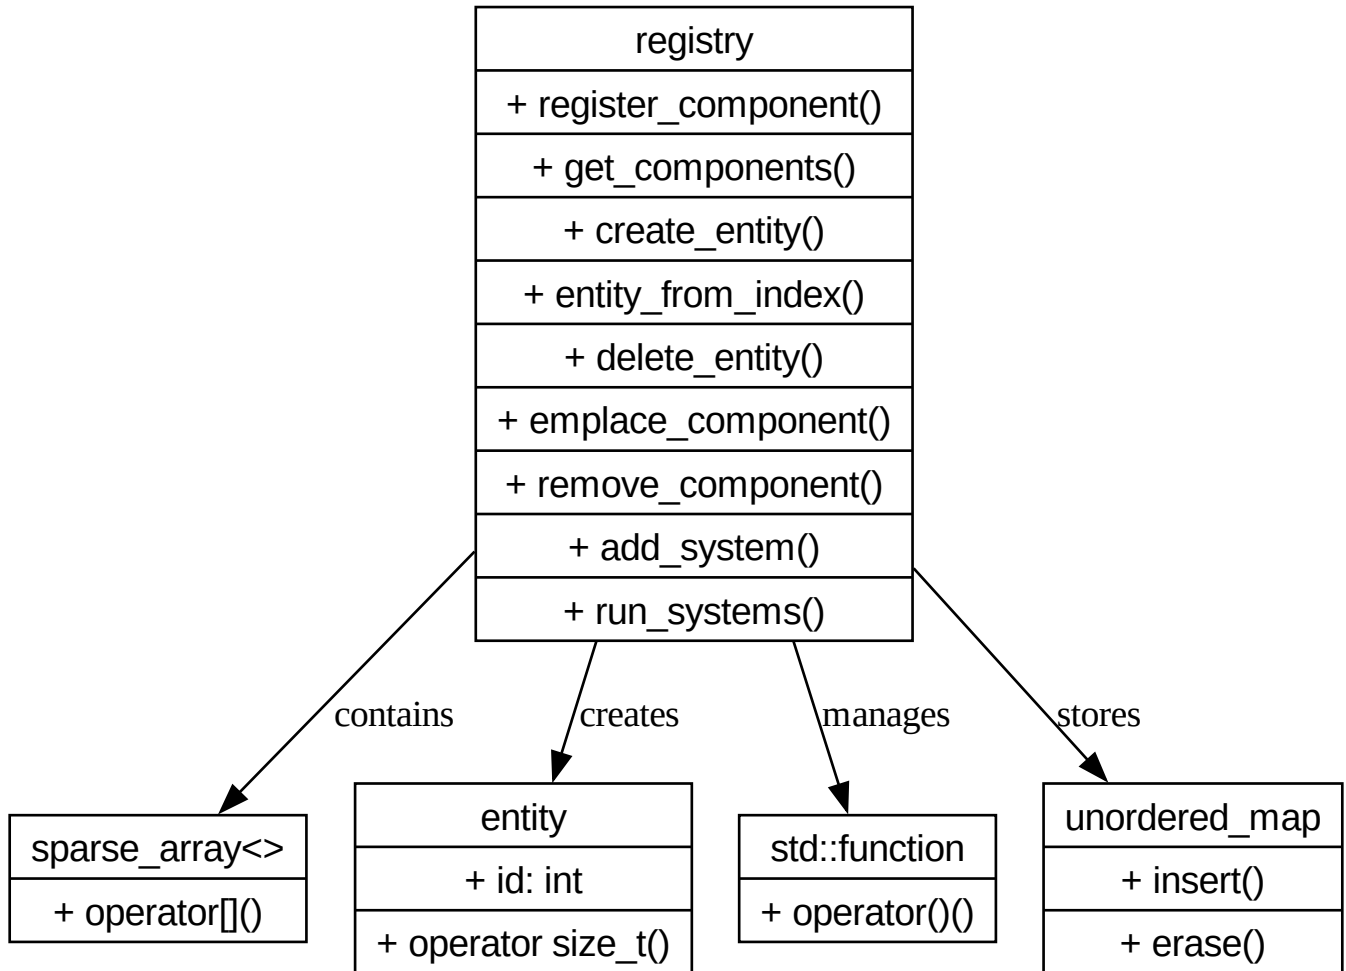 registry
+ register_component()
+ get_components()
+ create_entity()
+ entity_from_index()
+ delete_entity()
+ emplace_component()
+ remove_component()
+ add_system()
+ run_systems()
contains
creates
manages
stores
sparse_array<>
+ operator[]()
entity
+ id: int
+ operator size_t()
std::function
+ operator()()
unordered_map
+ insert()
+ erase()